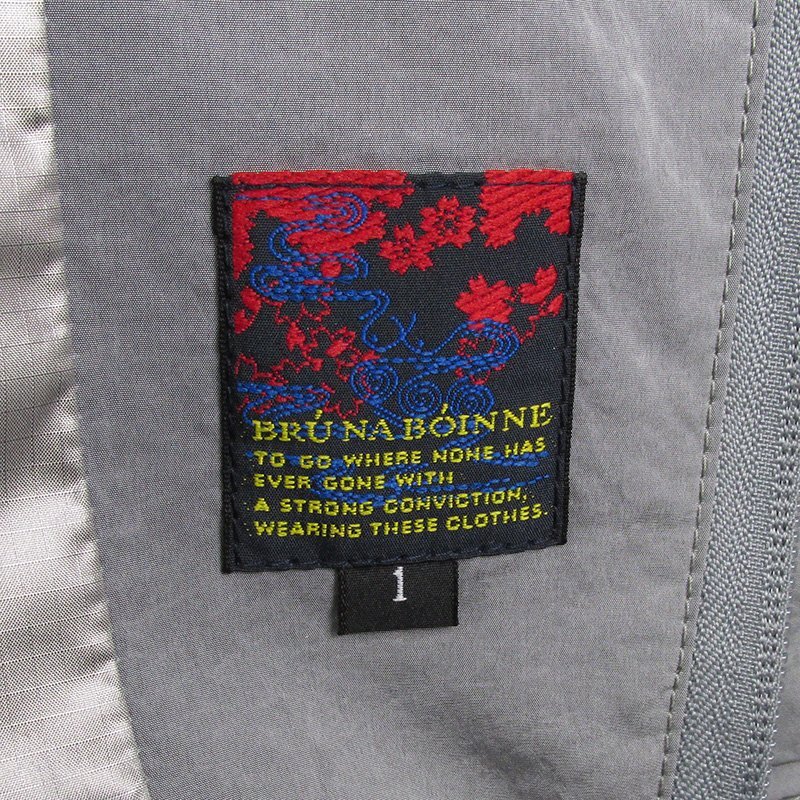 BRÚ NA BÓINNE
TO GO WHERE NONE HAS
EVER GONE WITH
A STRONG CONVICTION,
WEARING THESE CLOTHES.
1